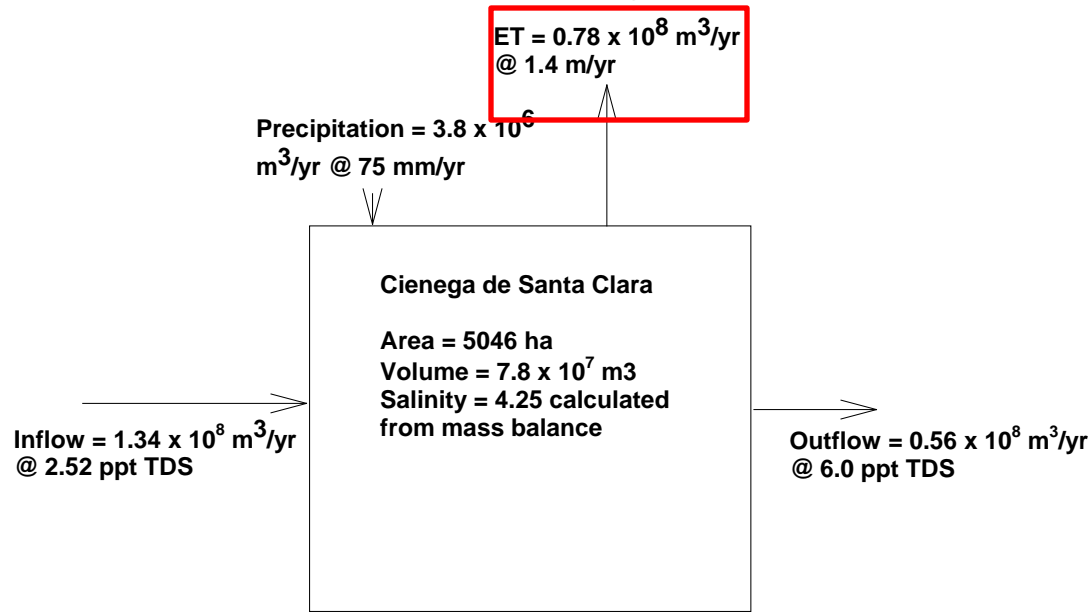 ET = 0.78 x 10⁸ m³/yr
@ 1.4 m/yr
Precipitation = 3.8 x 10⁶
m³/yr @ 75 mm/yr
Cienega de Santa Clara
Area = 5046 ha
Volume = 7.8 x 10⁷ m3
Salinity = 4.25 calculated
from mass balance
Inflow = 1.34 x 10⁸ m³/yr
@ 2.52 ppt TDS
Outflow = 0.56 x 10⁸ m³/yr
@ 6.0 ppt TDS